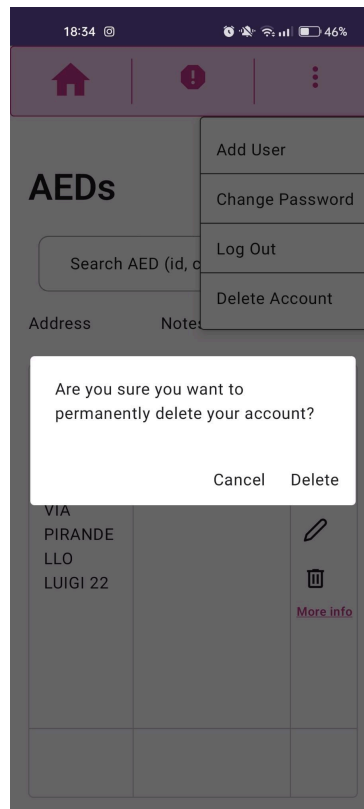 18:34
46%
Add User
AEDs
Change Password
Log Out
Search AED (id, c
Delete Account
Address Notes
Are you sure you want to
permanently delete your account?
Cancel Delete
VIA
PIRANDE
LLO
LUIGI 22
More info